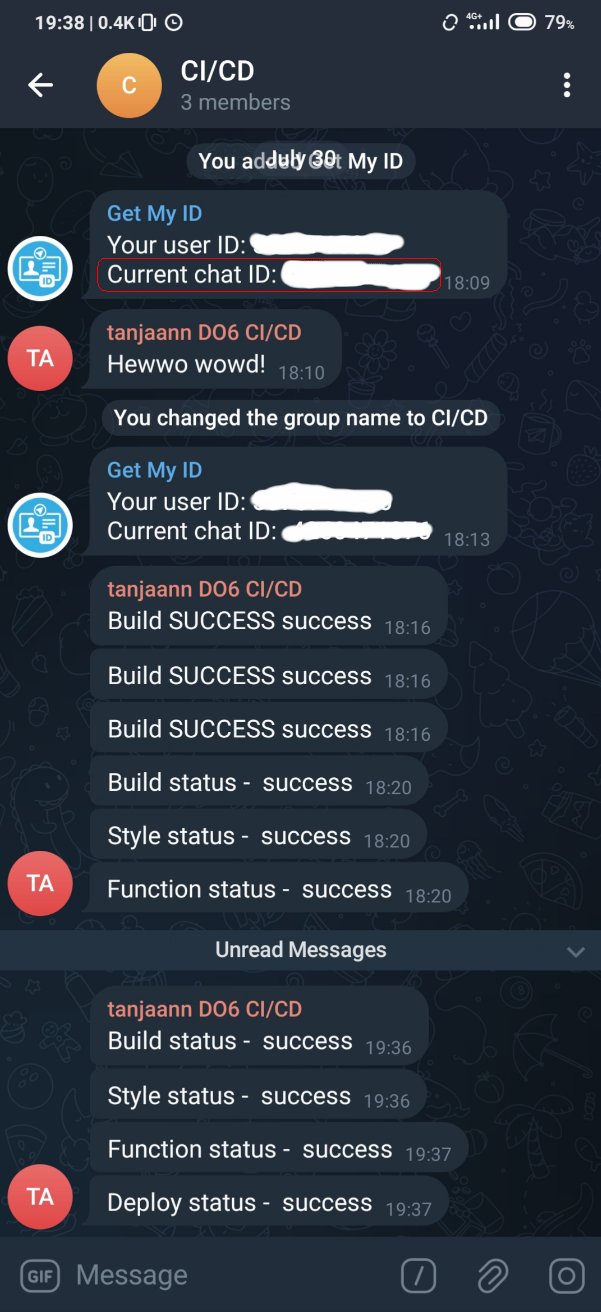 19:38 | 0.4K
4G+
79%
C
CI/CD
3 members
July 30
You added Get My ID
Get My ID
Your user ID:
Current chat ID:
18:09
ID
TA
tanjaann DO6 CI/CD
Hewwo wowd! 18:10
You changed the group name to CI/CD
Get My ID
Your user ID:
Current chat ID:
18:13
ID
tanjaann DO6 CI/CD
Build SUCCESS success 18:16
Build SUCCESS success 18:16
Build SUCCESS success 18:16
Build status - success 18:20
Style status - success 18:20
TA
Function status - success 18:20
Unread Messages
tanjaann DO6 CI/CD
Build status - success 19:36
Style status - success 19:36
Function status - success 19:37
TA
Deploy status - success 19:37
GIF
Message
/